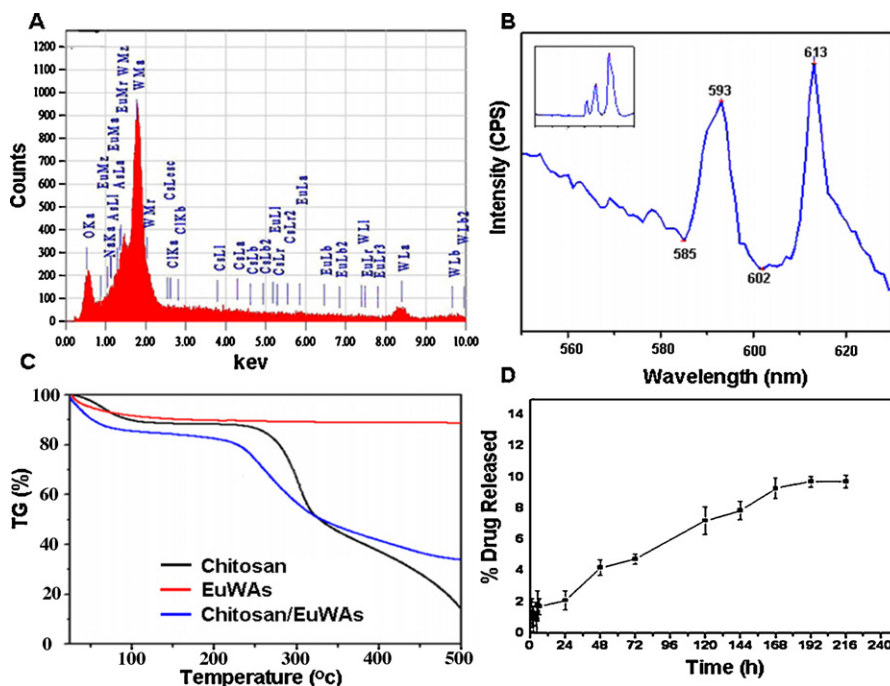 A
1200
1100
1000
900
800
700
600
500
400
300
200
100
0
Counts
OKa
EuMz
NaKa
AsLl
EuMa
AsLa
EuMr
WMz
WMa
WMr
ClKa
CsLesc
ClKb
CsLl
CsLa
CsLb
CsLb2
CsLr
EuLl
CsLr2
EuLa
EuLb
EuLb2
WLl
EuLr
EuLr3
WLa
WLb
WLb2
0.00 1.00 2.00 3.00 4.00 5.00 6.00 7.00 8.00 9.00 10.00
kev
B
Intensity (CPS)
593
613
585
602
560 580 600 620
Wavelength (nm)
C
100
80
60
40
20
0
TG (%)
Chitosan
EuWAs
Chitosan/EuWAs
100 200 300 400 500
Temperature (oc)
D
14
12
10
8
6
4
2
0
% Drug Released
0 24 48 72 96 120 144 168 192 216 240
Time (h)